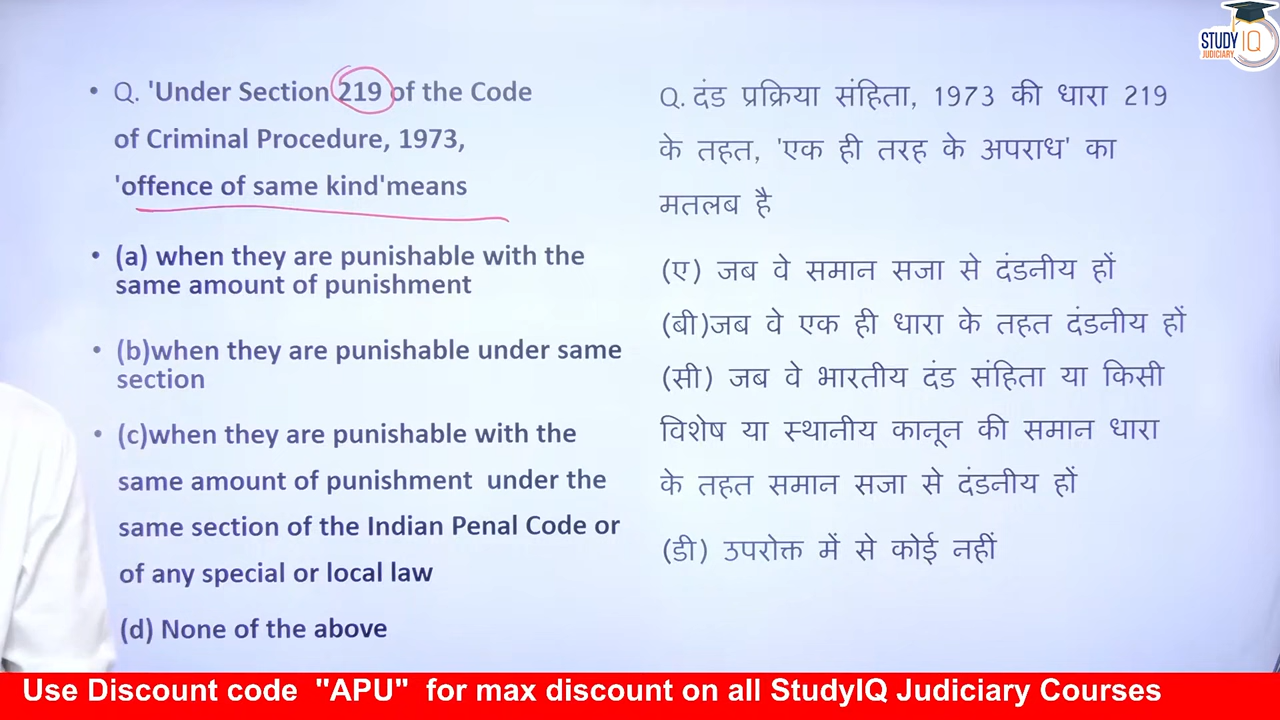 STUDY IQ
JUDICIARY
• Q. 'Under Section 219 of the Code
of Criminal Procedure, 1973,
'offence of same kind'means
• (a) when they are punishable with the
same amount of punishment
• (b)when they are punishable under same
section
• (c)when they are punishable with the
same amount of punishment under the
same section of the Indian Penal Code or
of any special or local law
(d) None of the above
Q. दंड प्रक्रिया संहिता, 1973 की धारा 219
के तहत, 'एक ही तरह के अपराध' का
मतलब है
(ए) जब वे समान सजा से दंडनीय हों
(बी)जब वे एक ही धारा के तहत दंडनीय हों
(सी) जब वे भारतीय दंड संहिता या किसी
विशेष या स्थानीय कानून की समान धारा
के तहत समान सजा से दंडनीय हों
(डी) उपरोक्त में से कोई नहीं
Use Discount code "APU" for max discount on all StudyIQ Judiciary Courses